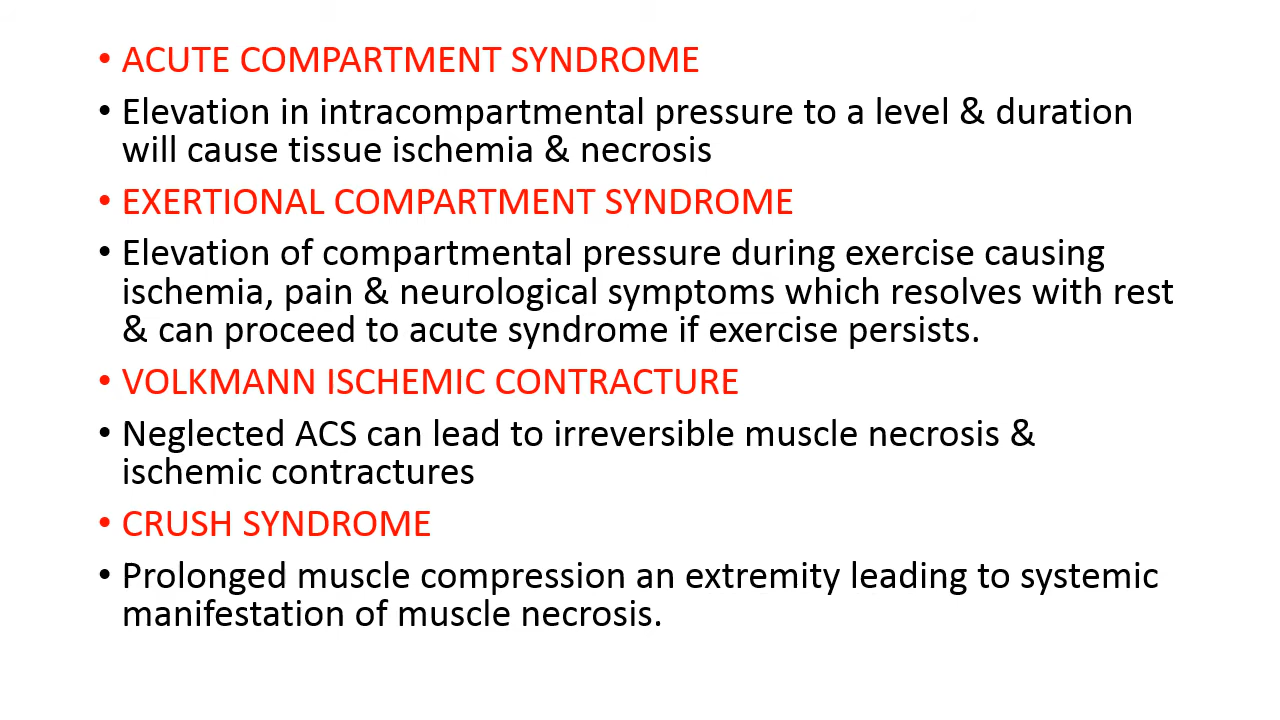 • ACUTE COMPARTMENT SYNDROME
• Elevation in intracompartmental pressure to a level & duration
will cause tissue ischemia & necrosis
• EXERTIONAL COMPARTMENT SYNDROME
• Elevation of compartmental pressure during exercise causing
ischemia, pain & neurological symptoms which resolves with rest
& can proceed to acute syndrome if exercise persists.
• VOLKMANN ISCHEMIC CONTRACTURE
• Neglected ACS can lead to irreversible muscle necrosis &
ischemic contractures
• CRUSH SYNDROME
• Prolonged muscle compression an extremity leading to systemic
manifestation of muscle necrosis.